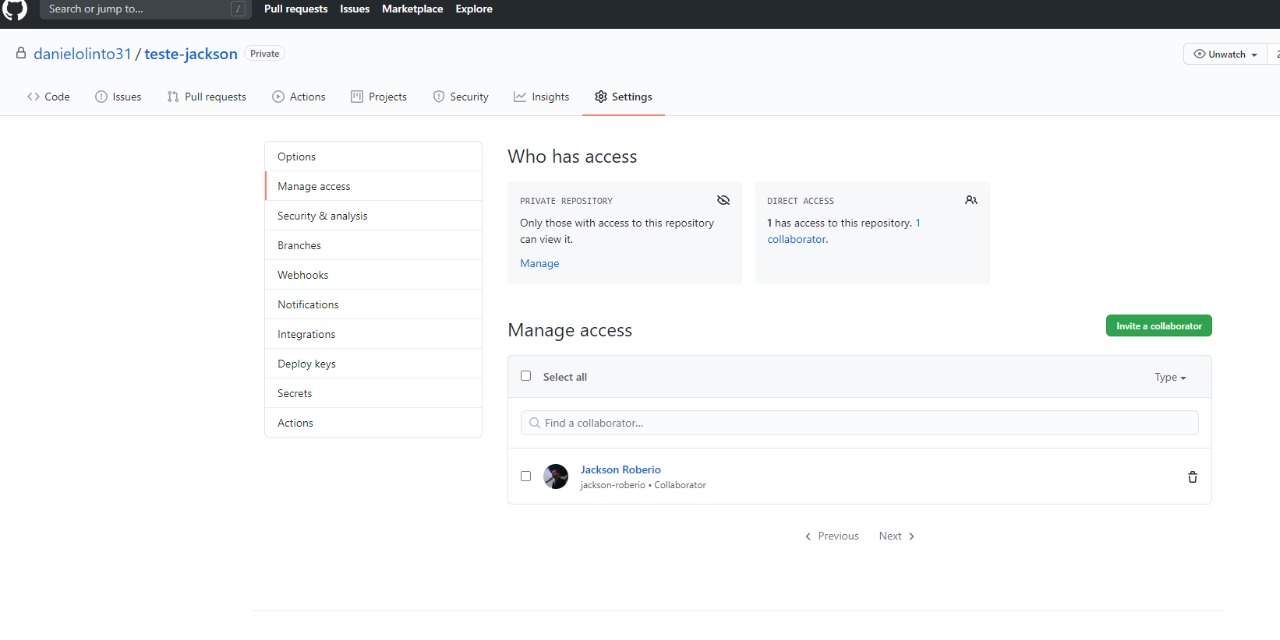 Search or jump to... /
Pull requests Issues Marketplace Explore
danielolinto31 / teste-jackson Private
Unwatch
Code Issues Pull requests Actions Projects Security Insights Settings
Options
Manage access
Security & analysis
Branches
Webhooks
Notifications
Integrations
Deploy keys
Secrets
Actions
Who has access
PRIVATE REPOSITORY
Only those with access to this repository
can view it.
Manage
DIRECT ACCESS
1 has access to this repository. 1
collaborator.
Manage access
Invite a collaborator
Select all
Type
Find a collaborator...
Jackson Roberio
jackson-roberio • Collaborator
Previous Next